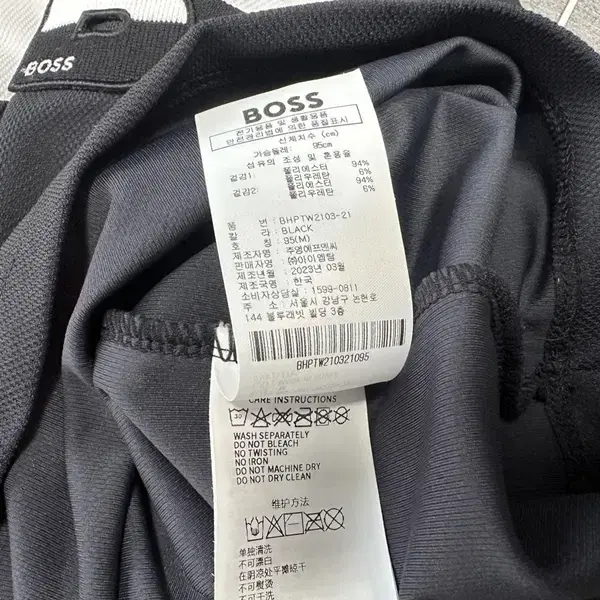 BOSS
BOSS
전기용품 및 생활용품
안전관리법에 의한 품질표시
신체치수 (cm)
가슴둘레: 95cm
섬유의 조성 및 혼용율
겉감1: 폴리에스터 94%
폴리우레탄 6%
겉감2: 폴리에스터 94%
폴리우레탄 6%
품 번: BHPTW2103-21
칼 라: BLACK
호 칭: 95(M)
제조자명: 주영에프엔씨
판매자명: (주)아이엠탐
제조년월: 2023년 03월
제조국명: 한국
소비자상담실: 1599-0811
주 소: 서울시 강남구 논현로
144 불루래빗 빌딩 3층
BHPTW210321095
CARE INSTRUCTIONS
30
WASH SEPARATELY
DO NOT BLEACH
NO TWISTING
NO IRON
DO NOT MACHINE DRY
DO NOT DRY CLEAN
维护方法
单独清洗
不可漂白
在阴凉处平摊晾干
不可熨烫
不可干洗